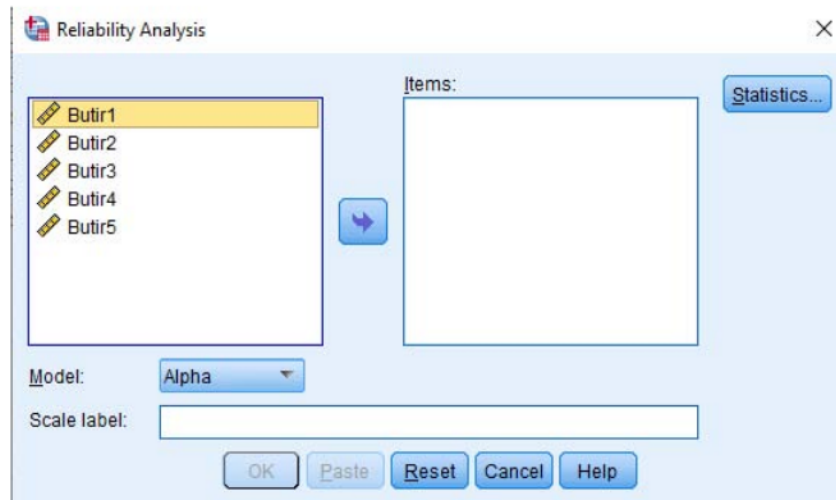 Reliability Analysis
Items:
Statistics...
Butir1
Butir2
Butir3
Butir4
Butir5
Model: Alpha
Scale label:
OK Paste Reset Cancel Help